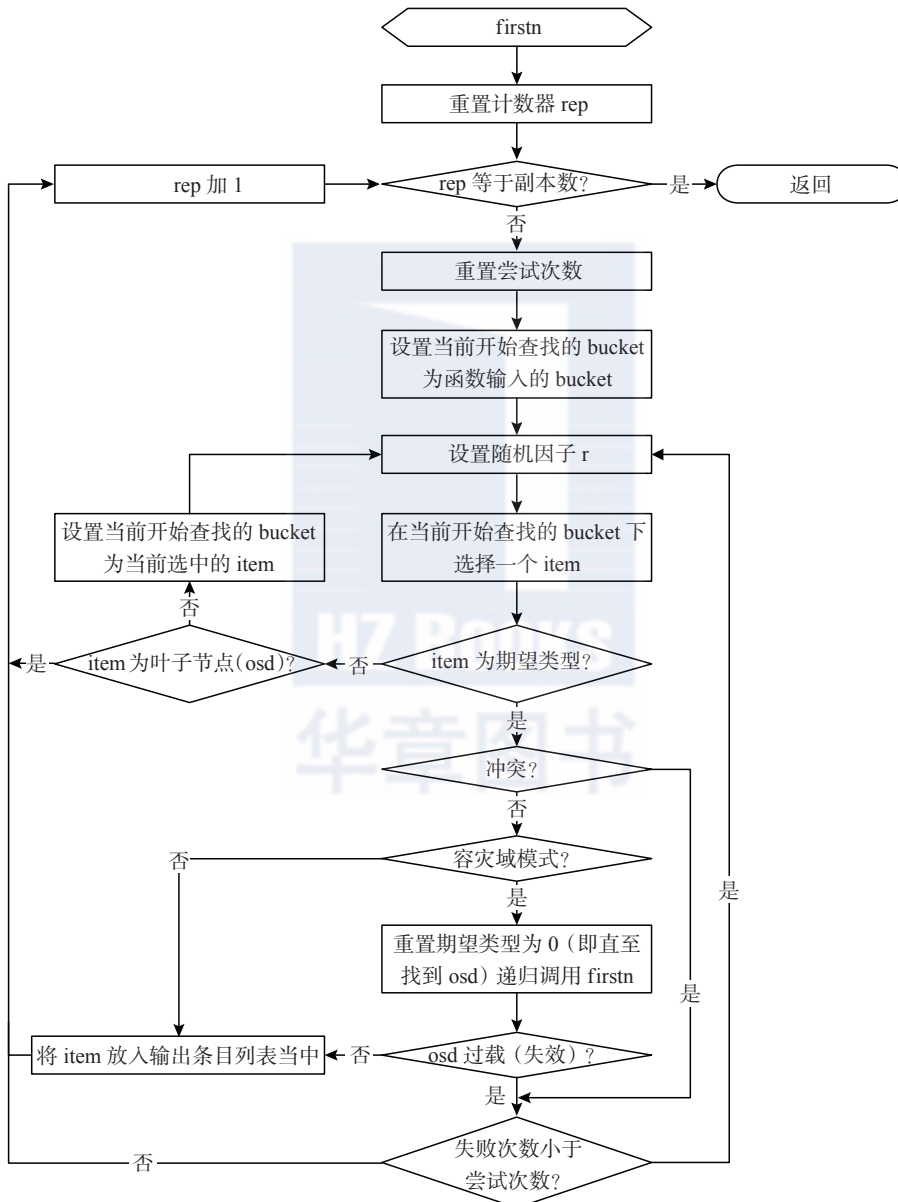 firstn
重置计数器 rep
rep 加 1
rep 等于副本数?
是
返回
否
重置尝试次数
设置当前开始查找的 bucket
为函数输入的 bucket
设置随机因子 r
设置当前开始查找的 bucket
为当前选中的 item
在当前开始查找的 bucket 下
选择一个 item
否
是
item 为叶子节点(osd)?
否
item 为期望类型?
HZ Books
是
华章图书
冲突?
否
否
容灾域模式?
是
是
重置期望类型为 0（即直至
找到 osd）递归调用 firstn
是
将 item 放入输出条目列表当中
否
osd 过载（失效）?
是
否
失败次数小于
尝试次数?